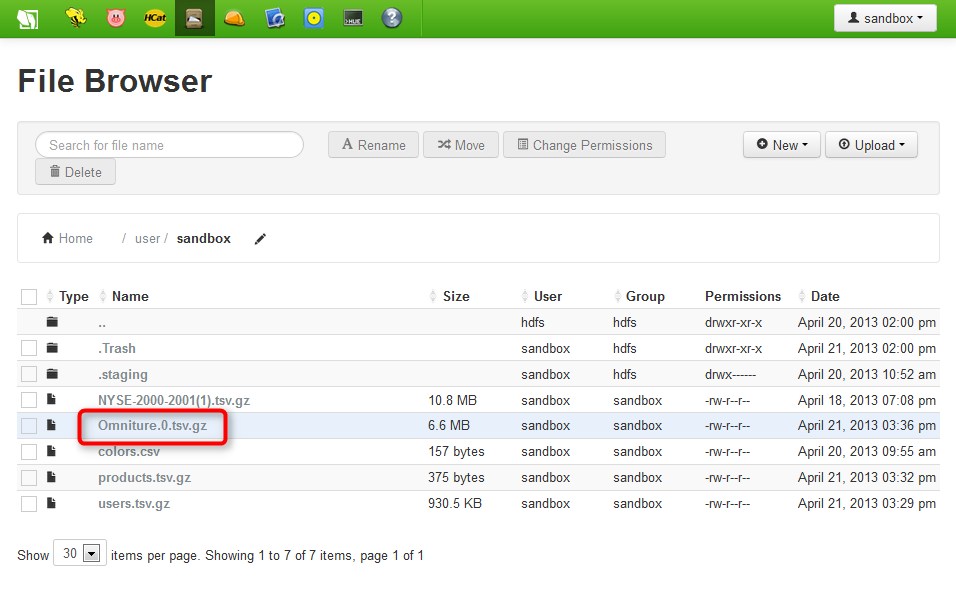 HCat >HUE ? sandbox
File Browser
Search for file name A Rename Move Change Permissions New Upload
Delete
Home / user / sandbox
Type Name Size User Group Permissions Date
.. hdfs hdfs drwxr-xr-x April 20, 2013 02:00 pm
.Trash sandbox hdfs drwxr-xr-x April 21, 2013 02:00 pm
.staging sandbox hdfs drwx------ April 20, 2013 10:52 am
NYSE-2000-2001(1).tsv.gz 10.8 MB sandbox sandbox -rw-r--r-- April 18, 2013 07:08 pm
Omniture.0.tsv.gz 6.6 MB sandbox sandbox -rw-r--r-- April 21, 2013 03:36 pm
colors.csv 157 bytes sandbox sandbox -rw-r--r-- April 20, 2013 09:55 am
products.tsv.gz 375 bytes sandbox sandbox -rw-r--r-- April 21, 2013 03:32 pm
users.tsv.gz 930.5 KB sandbox sandbox -rw-r--r-- April 21, 2013 03:29 pm
Show 30 items per page. Showing 1 to 7 of 7 items, page 1 of 1